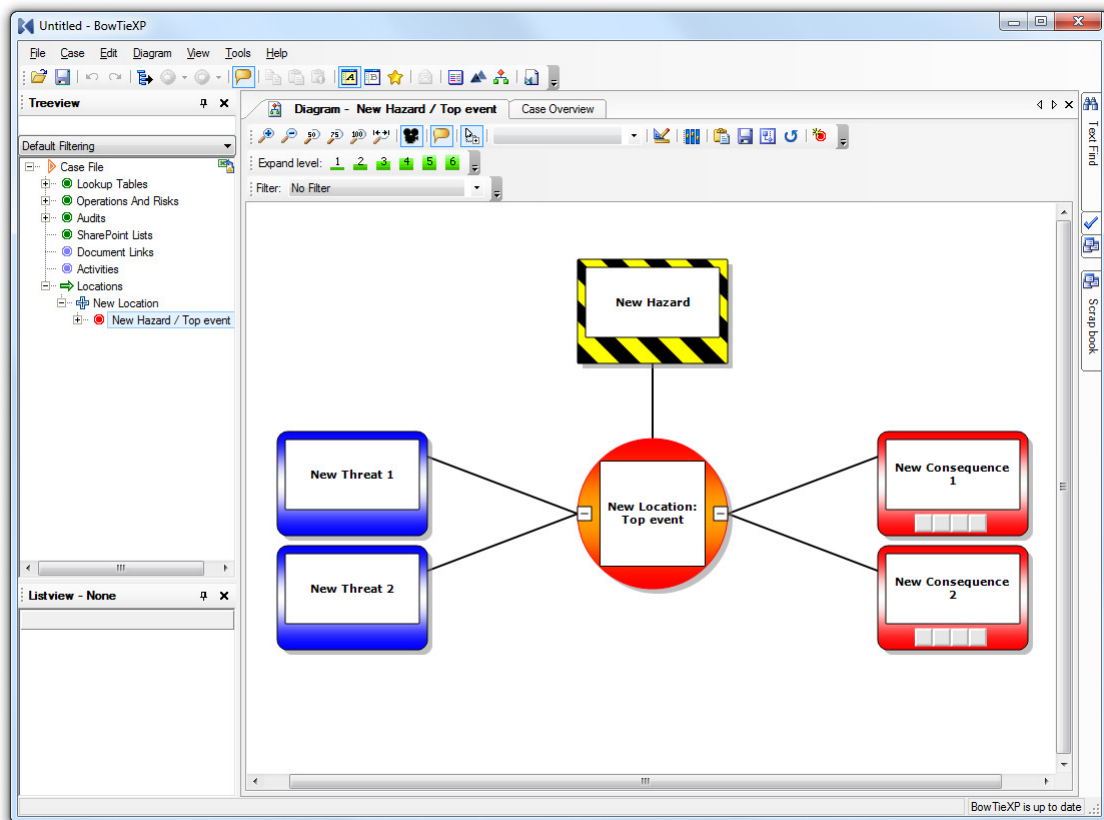 Untitled - BowTieXP
File Case Edit Diagram View Tools Help
Treeview
Default Filtering
Case File
Lookup Tables
Operations And Risks
Audits
SharePoint Lists
Document Links
Activities
Locations
New Location
New Hazard / Top event
Listview - None
Diagram - New Hazard / Top event
Case Overview
50 75 100
Expand level: 1 2 3 4 5 6
Filter: No Filter
New Hazard
New Threat 1
New Threat 2
New Location:
Top event
New Consequence
1
New Consequence
2
Text Find
Scrap book
BowTieXP is up to date